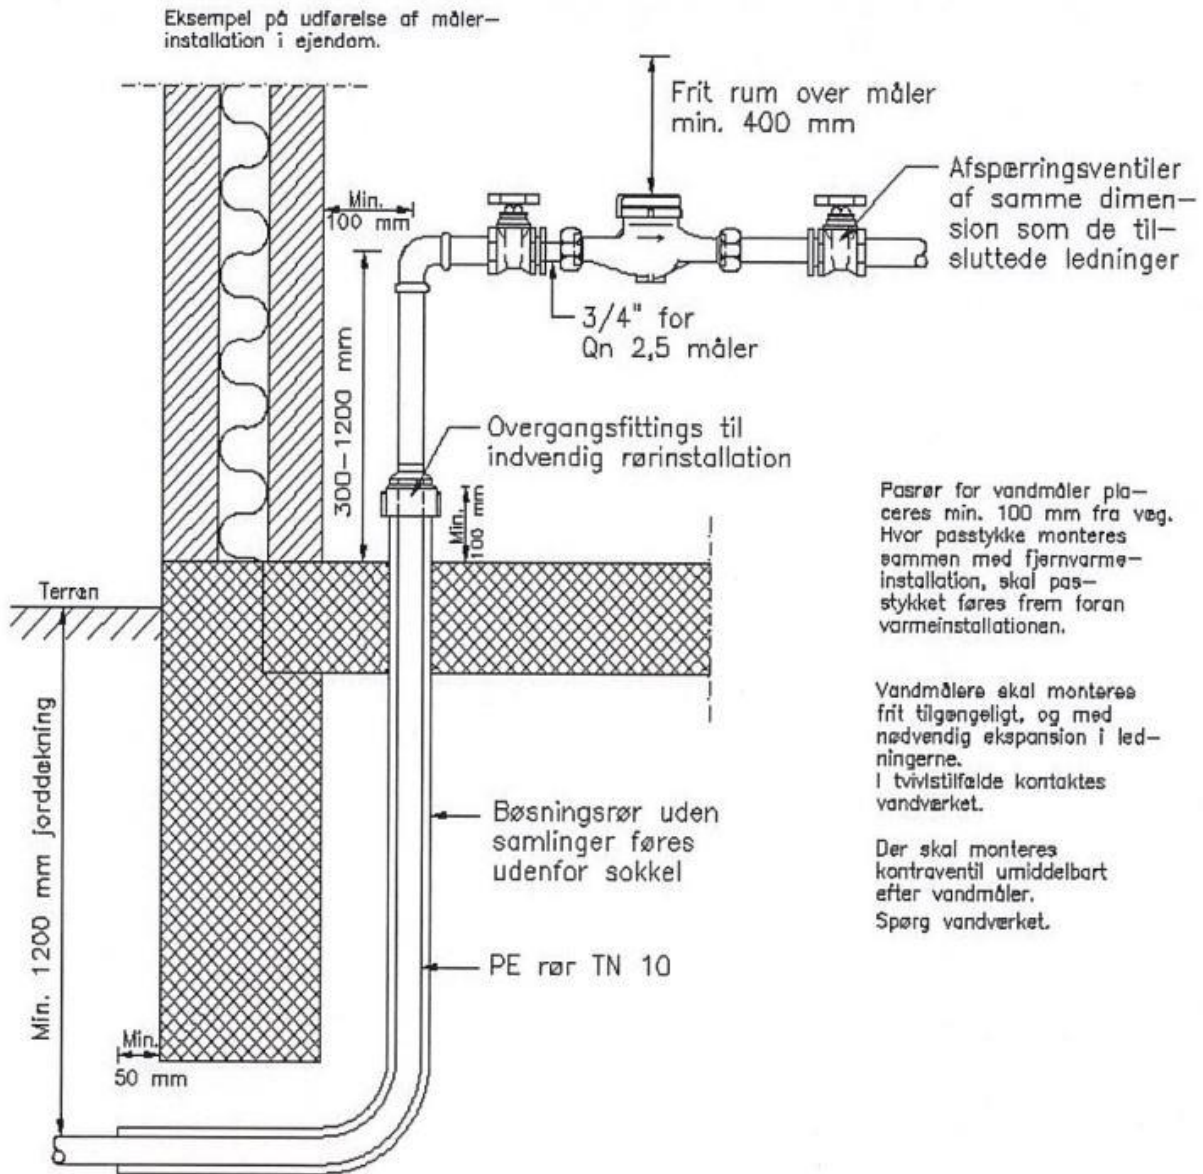 Eksempel på udførelse af måler-
installation i ejendom.
Frit rum over måler
min. 400 mm
Afspærringsventiler
af samme dimen-
sion som de til-
sluttede ledninger
Min.
100 mm
3/4" for
Qn 2,5 måler
300-1200 mm
Overgangsfittings til
indvendig rørinstallation
Min.
100 mm
Pasrør for vandmåler pla-
ceres min. 100 mm fra væg.
Hvor passtykke monteres
sammen med fjernvarme-
installation, skal pas-
stykket føres frem foran
varmeinstallationen.
Terræn
Vandmålere skal monteres
frit tilgængeligt, og med
nødvendig ekspansion i led-
ningerne.
I tvivlstilfælde kontaktes
vandværket.
Min. 1200 mm jorddækning
Bøsningsrør uden
samlinger føres
udenfor sokkel
Der skal monteres
kontraventil umiddelbart
efter vandmåler.
Spørg vandværket.
PE rør TN 10
Min.
50 mm